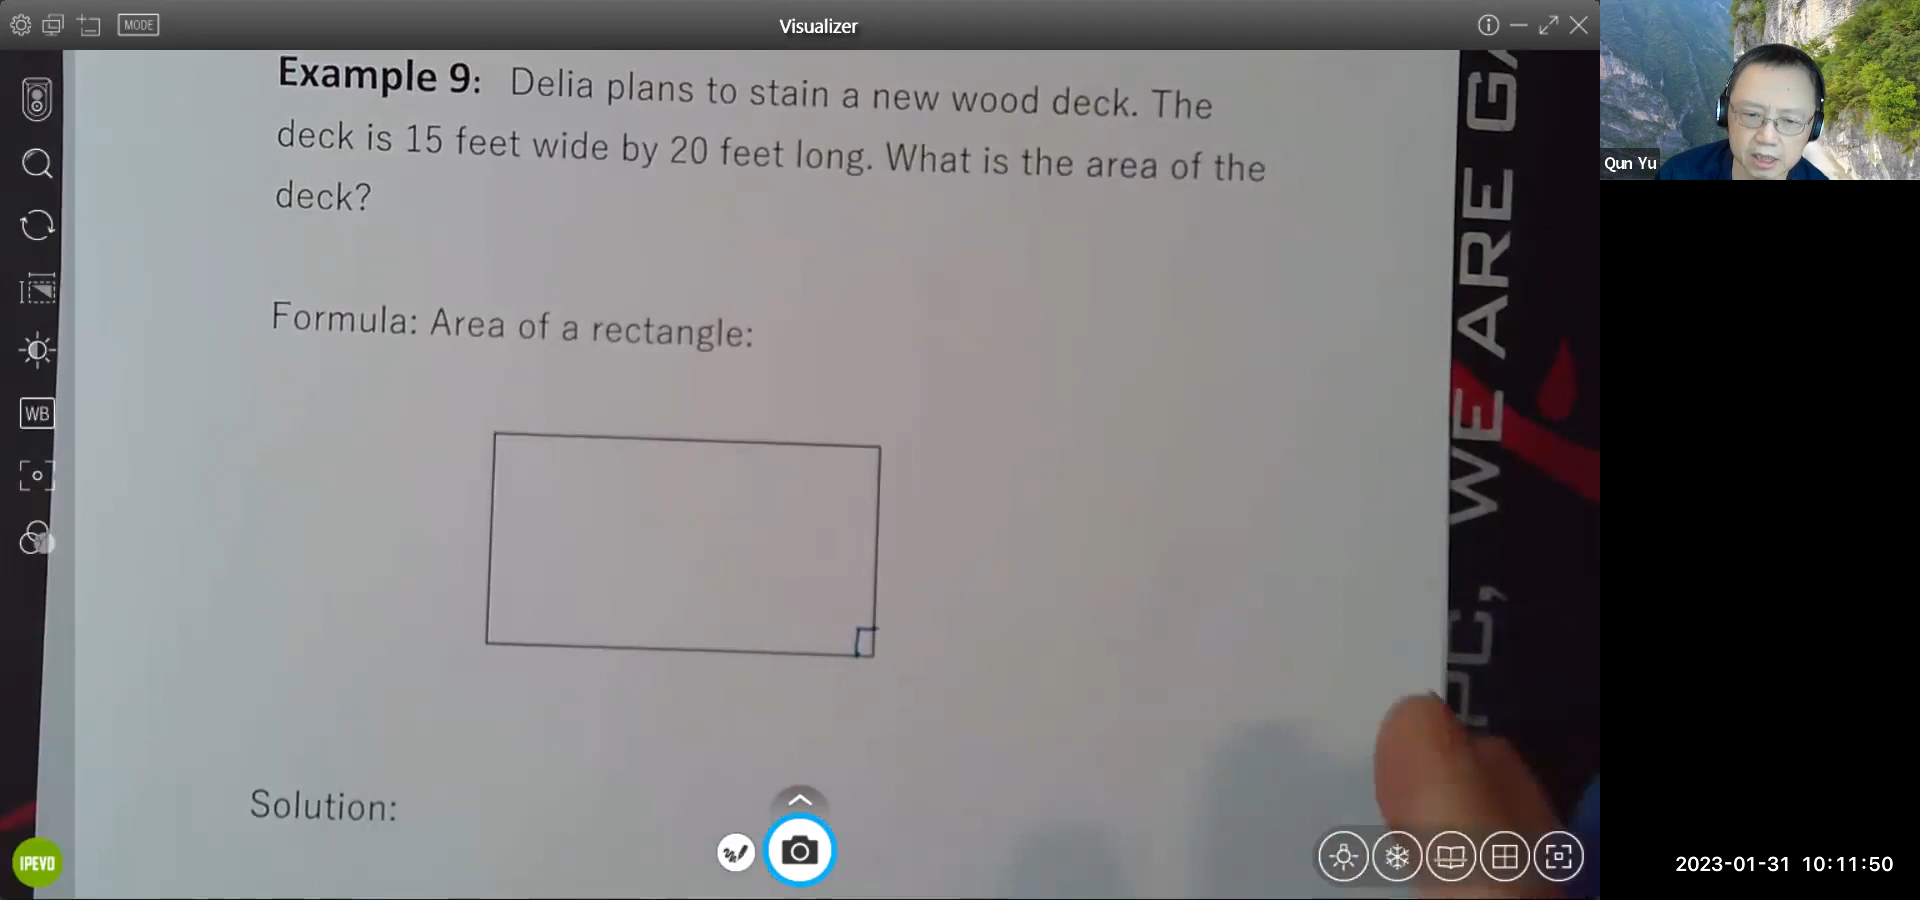 MODE
Visualizer
Example 9: Delia plans to stain a new wood deck. The
deck is 15 feet wide by 20 feet long. What is the area of the
deck?
Formula: Area of a rectangle:
Solution:
WB
IPEVO
PC, WE ARE GA
Qun Yu
2023-01-31 10:11:50